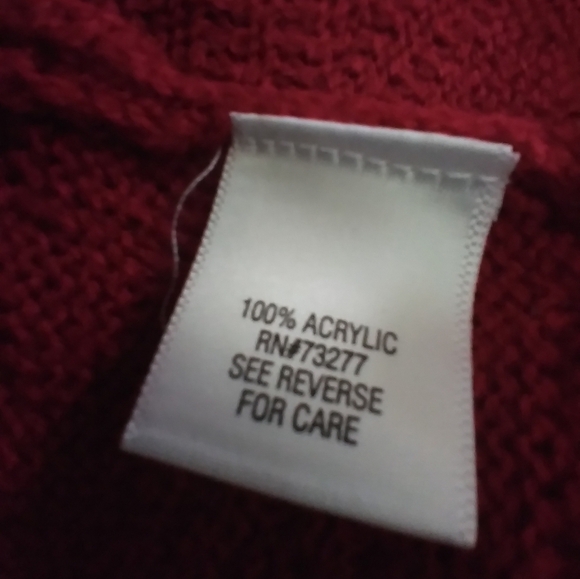 100% ACRYLIC
RN#73277
SEE REVERSE
FOR CARE